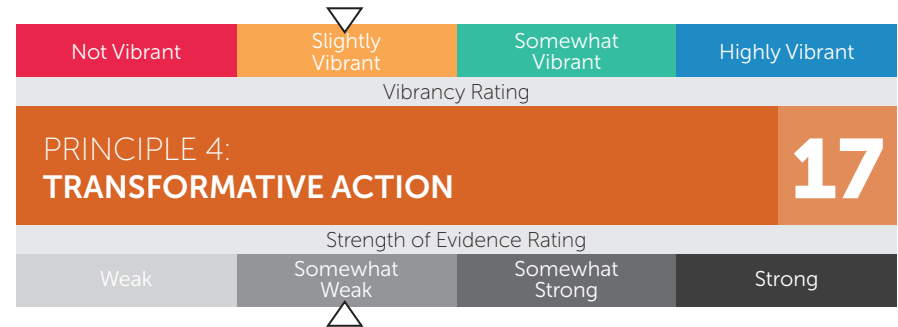 Not Vibrant
Slightly
Vibrant
Somewhat
Vibrant
Highly Vibrant
Vibrancy Rating
PRINCIPLE 4:
TRANSFORMATIVE ACTION
17
Strength of Evidence Rating
Weak
Somewhat
Weak
Somewhat
Strong
Strong